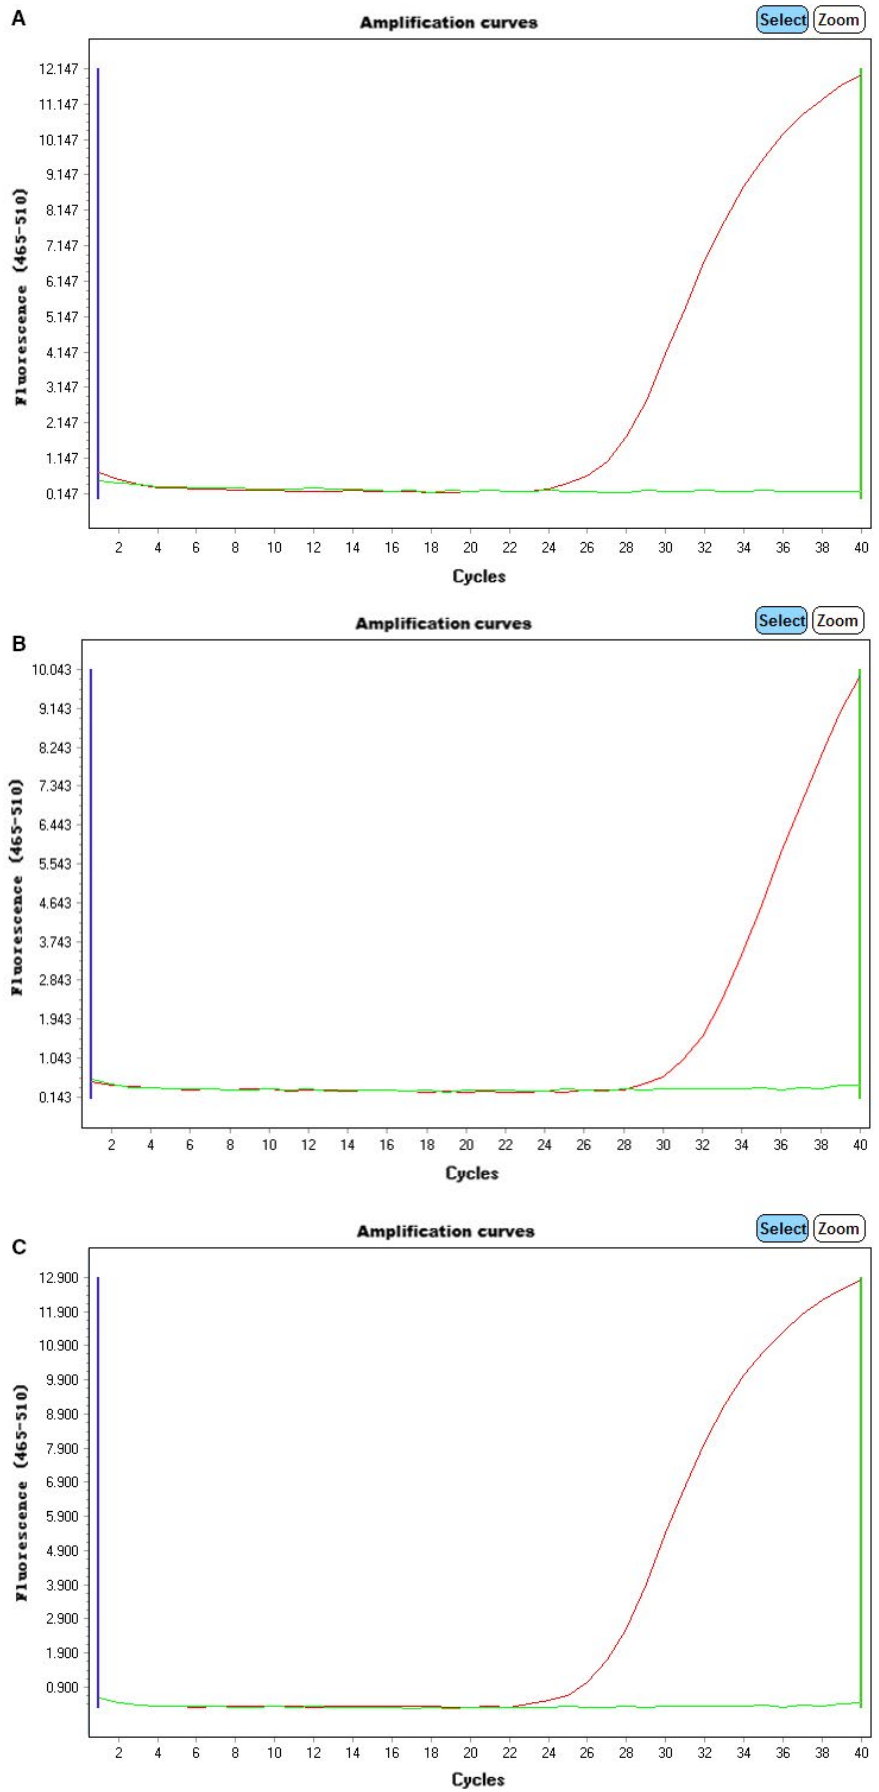 A
Amplification curves
Select Zoom
Fluorescence (465-510)
12.147
11.147
10.147
9.147
8.147
7.147
6.147
5.147
4.147
3.147
2.147
1.147
0.147
2 4 6 8 10 12 14 16 18 20 22 24 26 28 30 32 34 36 38 40
Cycles
B
Amplification curves
Select Zoom
Fluorescence (465-510)
10.043
9.143
8.243
7.343
6.443
5.543
4.643
3.743
2.843
1.943
1.043
0.143
2 4 6 8 10 12 14 16 18 20 22 24 26 28 30 32 34 36 38 40
Cycles
C
Amplification curves
Select Zoom
Fluorescence (465-510)
12.900
11.900
10.900
9.900
8.900
7.900
6.900
5.900
4.900
3.900
2.900
1.900
0.900
2 4 6 8 10 12 14 16 18 20 22 24 26 28 30 32 34 36 38 40
Cycles